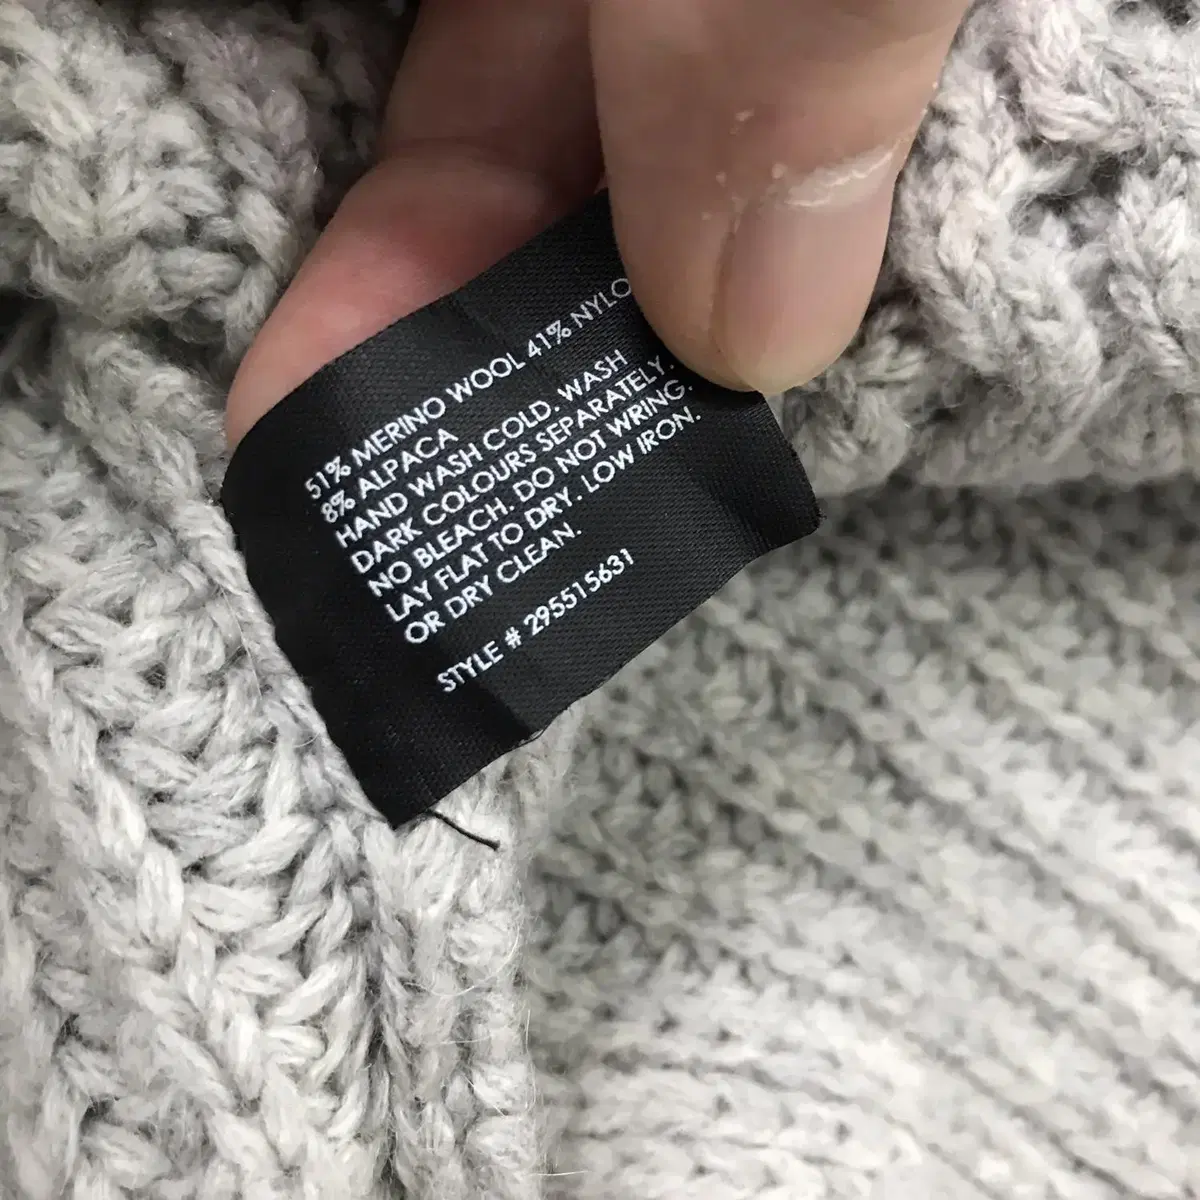 51% MERINO WOOL 41% NYLO
8% ALPACA
HAND WASH COLD. WASH
DARK COLOURS SEPARATELY.
NO BLEACH. DO NOT WRING.
LAY FLAT TO DRY. LOW IRON.
OR DRY CLEAN.
STYLE # 295515631